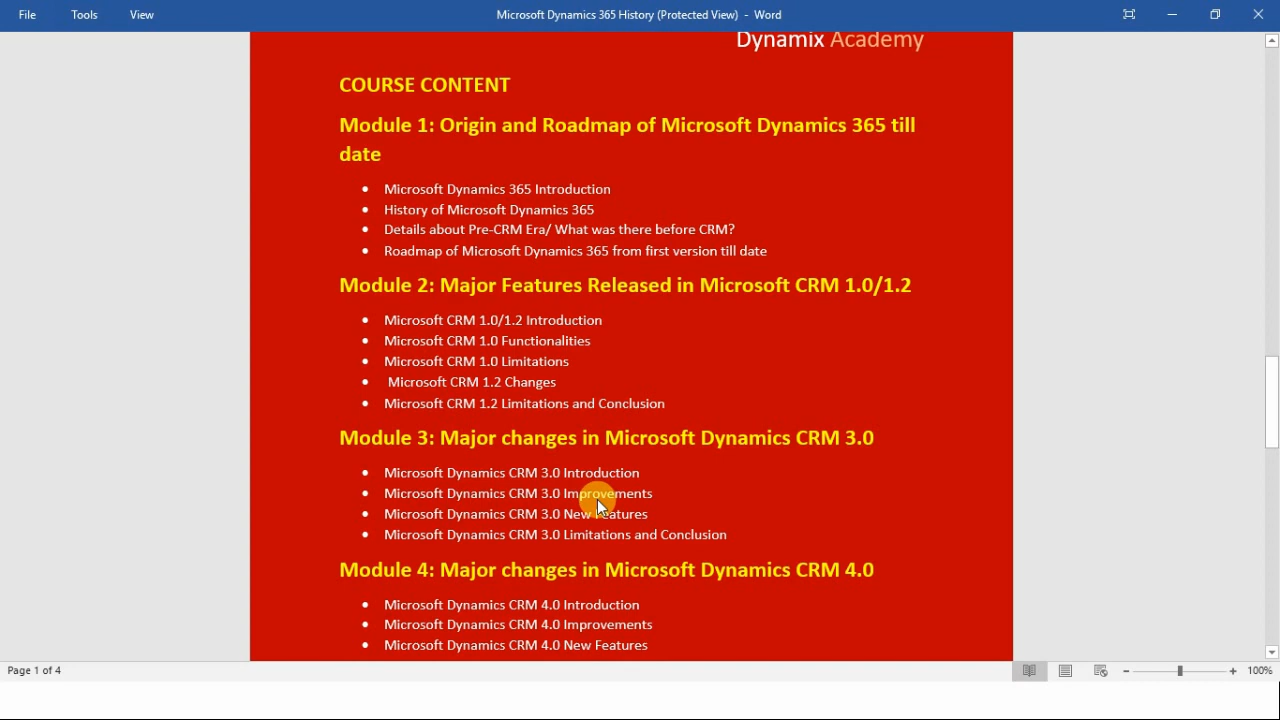 File Tools View Microsoft Dynamics 365 History (Protected View) - Word
Dynamix Academy
COURSE CONTENT
Module 1: Origin and Roadmap of Microsoft Dynamics 365 till
date
• Microsoft Dynamics 365 Introduction
• History of Microsoft Dynamics 365
• Details about Pre-CRM Era/ What was there before CRM?
• Roadmap of Microsoft Dynamics 365 from first version till date
Module 2: Major Features Released in Microsoft CRM 1.0/1.2
• Microsoft CRM 1.0/1.2 Introduction
• Microsoft CRM 1.0 Functionalities
• Microsoft CRM 1.0 Limitations
• Microsoft CRM 1.2 Changes
• Microsoft CRM 1.2 Limitations and Conclusion
Module 3: Major changes in Microsoft Dynamics CRM 3.0
• Microsoft Dynamics CRM 3.0 Introduction
• Microsoft Dynamics CRM 3.0 Improvements
• Microsoft Dynamics CRM 3.0 New Features
• Microsoft Dynamics CRM 3.0 Limitations and Conclusion
Module 4: Major changes in Microsoft Dynamics CRM 4.0
• Microsoft Dynamics CRM 4.0 Introduction
• Microsoft Dynamics CRM 4.0 Improvements
• Microsoft Dynamics CRM 4.0 New Features
Page 1 of 4 100%